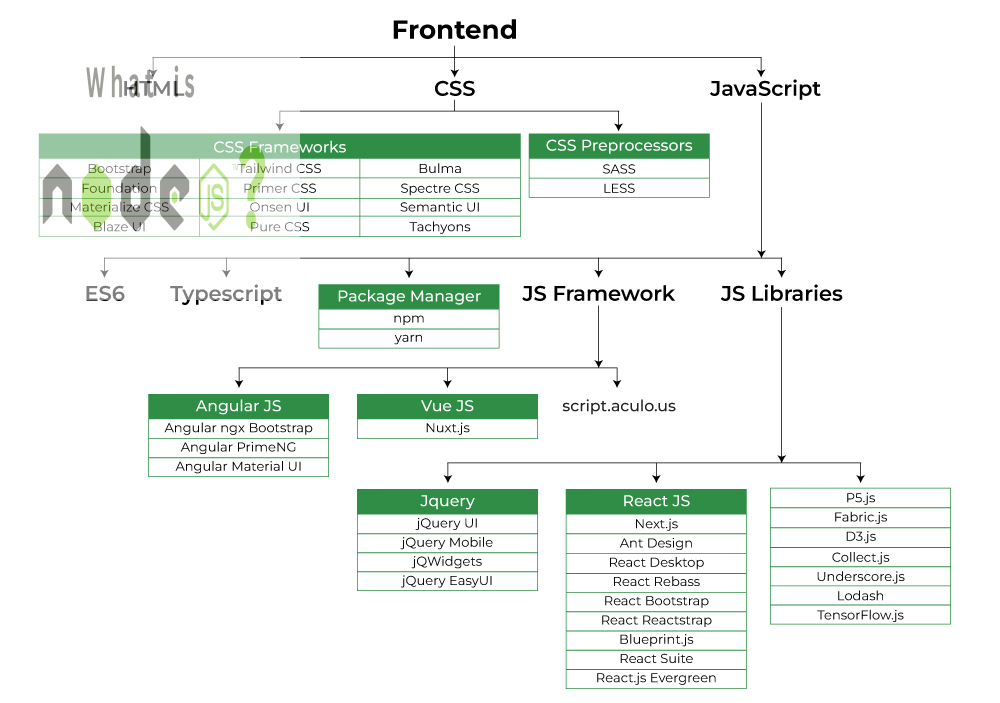 Frontend
What is
HTML
CSS
JavaScript
CSS Frameworks
Bootstrap
Tailwind CSS
Bulma
Foundation
Primer CSS
Spectre CSS
Materialize CSS
Onsen UI
Semantic UI
Blaze UI
Pure CSS
Tachyons
node JS ?
CSS Preprocessors
SASS
LESS
ES6
Typescript
Package Manager
npm
yarn
JS Framework
JS Libraries
Angular JS
Angular ngx Bootstrap
Angular PrimeNG
Angular Material UI
Vue JS
Nuxt.js
script.aculo.us
Jquery
jQuery UI
jQuery Mobile
jQWidgets
jQuery EasyUI
React JS
Next.js
Ant Design
React Desktop
React Rebass
React Bootstrap
React Reactstrap
Blueprint.js
React Suite
React.js Evergreen
P5.js
Fabric.js
D3.js
Collect.js
Underscore.js
Lodash
TensorFlow.js